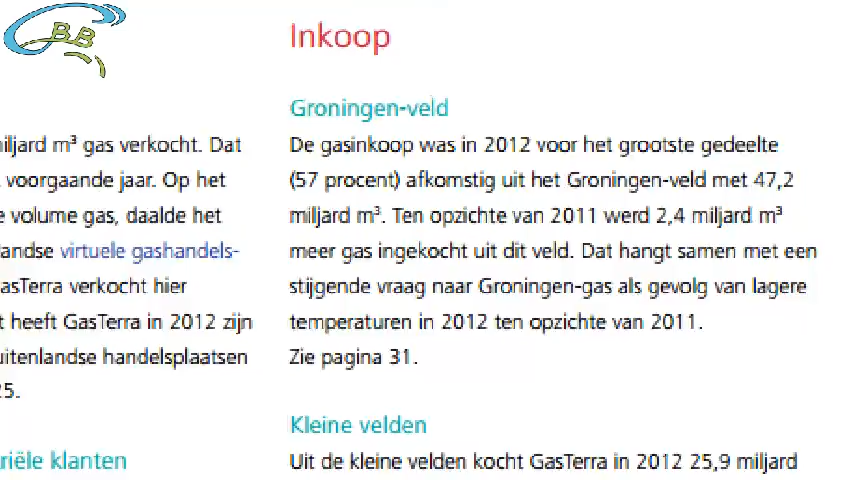 BB
iljard m³ gas verkocht. Dat
voorgaande jaar. Op het
volume gas, daalde het
landse virtuele gashandels-
asTerra verkocht hier
t heeft GasTerra in 2012 zijn
uitenlandse handelsplaatsen
25.
riële klanten
Inkoop
Groningen-veld
De gasinkoop was in 2012 voor het grootste gedeelte
(57 procent) afkomstig uit het Groningen-veld met 47,2
miljard m³. Ten opzichte van 2011 werd 2,4 miljard m³
meer gas ingekocht uit dit veld. Dat hangt samen met een
stijgende vraag naar Groningen-gas als gevolg van lagere
temperaturen in 2012 ten opzichte van 2011.
Zie pagina 31.
Kleine velden
Uit de kleine velden kocht GasTerra in 2012 25,9 miljard